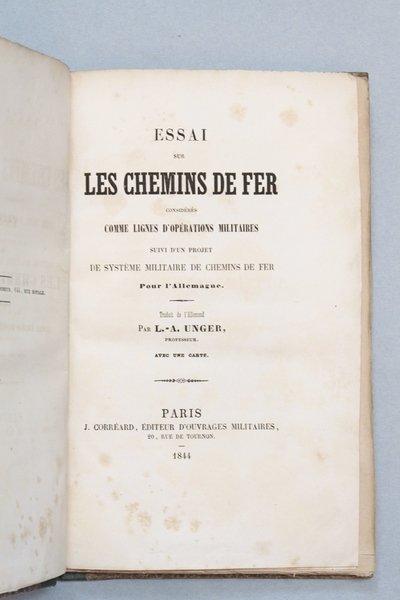 ESSAI
SUR
LES CHEMINS DE FER
CONSIDÉRÉS
COMME LIGNES D'OPÉRATIONS MILITAIRES
SUIVI D'UN PROJET
DE SYSTÈME MILITAIRE DE CHEMINS DE FER
Pour l'Allemagne.
Traduit de l'Allemand
PAR L.-A. UNGER,
PROFESSEUR.
AVEC UNE CARTE.
PARIS
J. CORRÉARD, ÉDITEUR D'OUVRAGES MILITAIRES,
20, RUE DE TOURNON.
1844
RUE ROYALE.